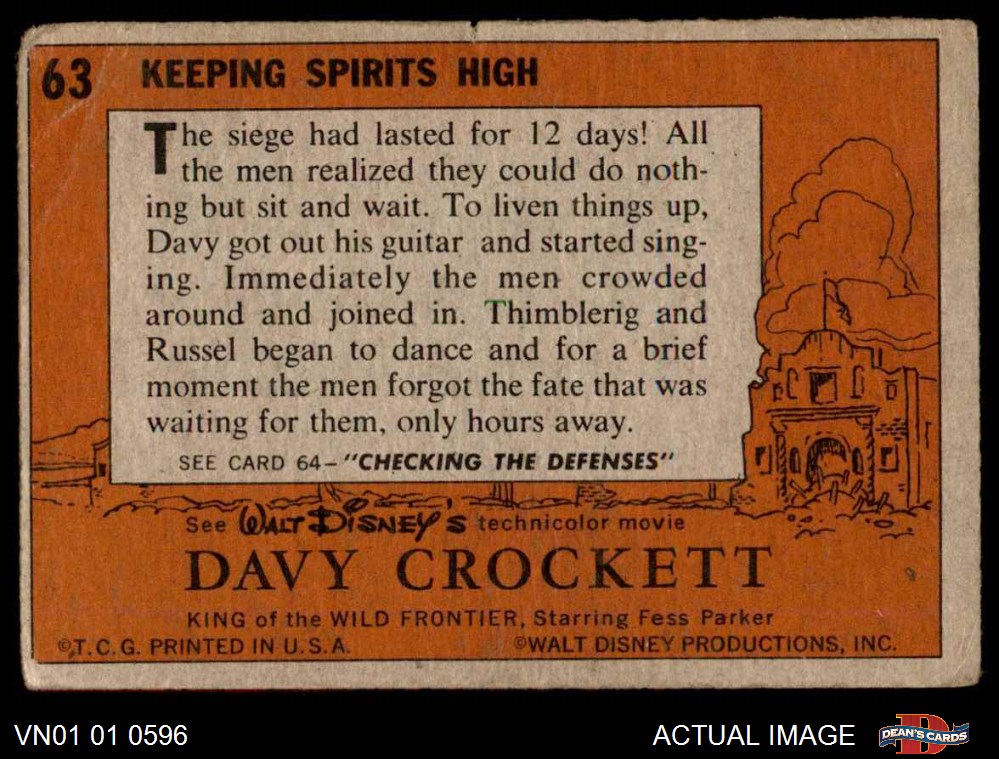 63 KEEPING SPIRITS HIGH
The siege had lasted for 12 days! All
the men realized they could do noth-
ing but sit and wait. To liven things up,
Davy got out his guitar and started sing-
ing. Immediately the men crowded
around and joined in. Thimblerig and
Russel began to dance and for a brief
moment the men forgot the fate that was
waiting for them, only hours away.
SEE CARD 64-"CHECKING THE DEFENSES"
See WALT DISNEY'S technicolor movie
DAVY CROCKETT
KING of the WILD FRONTIER, Starring Fess Parker
©T.C.G. PRINTED IN U.S.A. ©WALT DISNEY PRODUCTIONS, INC.
VN01 01 0596 ACTUAL IMAGE D DEAN'S CARDS